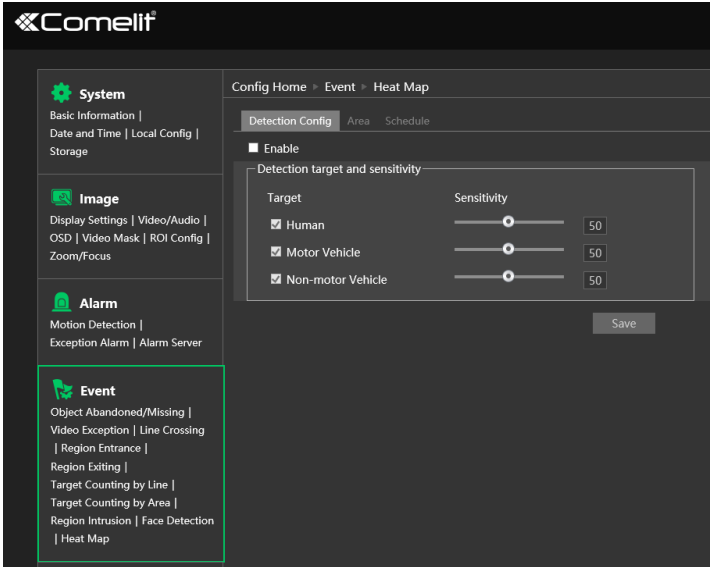 Comelit
System
Basic Information |
Date and Time | Local Config |
Storage
Image
Display Settings | Video/Audio |
OSD | Video Mask | ROI Config |
Zoom/Focus
Alarm
Motion Detection |
Exception Alarm | Alarm Server
Event
Object Abandoned/Missing |
Video Exception | Line Crossing
| Region Entrance |
Region Exiting |
Target Counting by Line |
Target Counting by Area |
Region Intrusion | Face Detection
| Heat Map
Config Home ▸ Event ▸ Heat Map
Detection Config Area Schedule
Enable
Detection target and sensitivity
Target Sensitivity
Human 50
Motor Vehicle 50
Non-motor Vehicle 50
Save